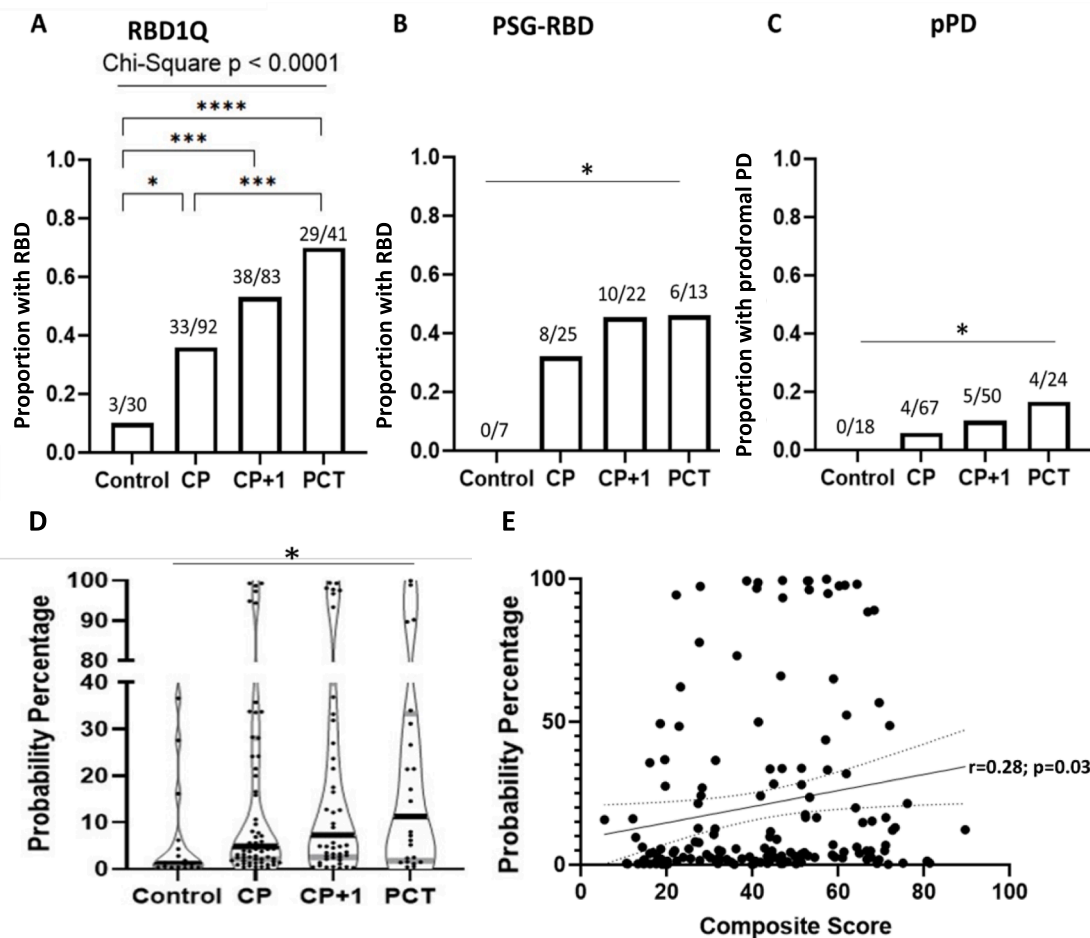 A
RBD1Q
Chi-Square p < 0.0001
****
***
*
***
1.0
0.8
0.6
0.4
0.2
0.0
Proportion with RBD
3/30
33/92
38/83
29/41
Control CP CP+1 PCT
B
PSG-RBD
*
1.0
0.8
0.6
0.4
0.2
0.0
Proportion with RBD
0/7
8/25
10/22
6/13
Control CP CP+1 PCT
C
pPD
*
1.0
0.8
0.6
0.4
0.2
0.0
Proportion with prodromal PD
0/18
4/67
5/50
4/24
Control CP CP+1 PCT
D
*
100
90
80
40
30
20
10
0
Probability Percentage
Control CP CP+1 PCT
E
100
50
0
Probability Percentage
r=0.28; p=0.03
0 20 40 60 80 100
Composite Score